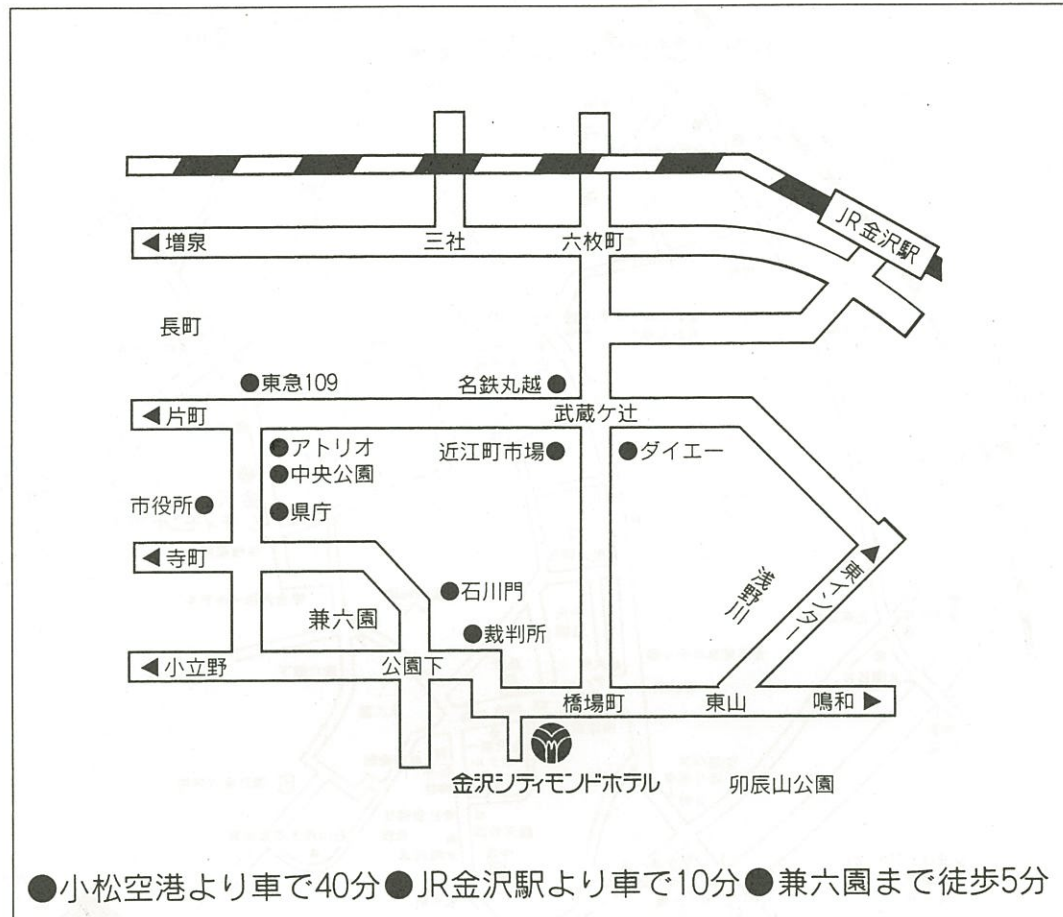 JR金沢駅
◀増泉
三社
六枚町
長町
●東急109
名鉄丸越●
◀片町
武蔵ケ辻
●アトリオ
近江町市場●
●ダイエー
●中央公園
市役所●
●県庁
◀寺町
▲東インター
浅野川
●石川門
兼六園
●裁判所
◀小立野
公園下
橋場町
東山
鳴和▶
金沢シティモンドホテル
卯辰山公園
●小松空港より車で40分●JR金沢駅より車で10分●兼六園まで徒歩5分